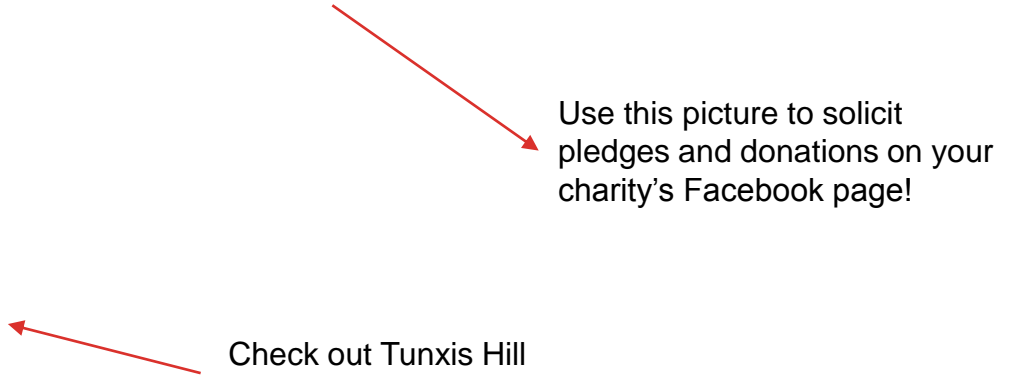 Use this picture to solicit
pledges and donations on your
charity’s Facebook page!
Check out Tunxis Hill